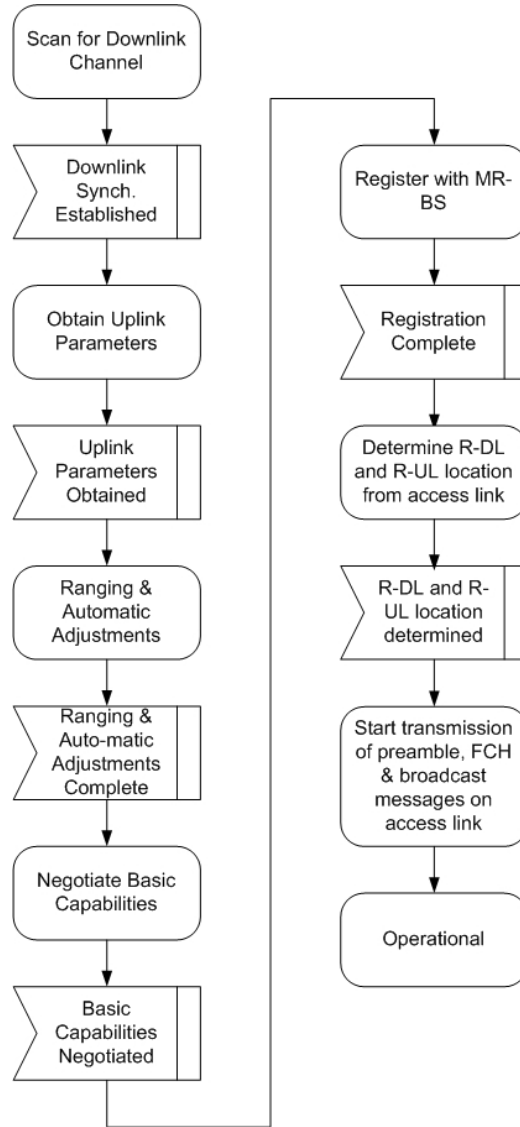 Scan for Downlink
Channel
Downlink
Synch.
Established
Obtain Uplink
Parameters
Uplink
Parameters
Obtained
Ranging &
Automatic
Adjustments
Ranging &
Auto-matic
Adjustments
Complete
Negotiate Basic
Capabilities
Basic
Capabilities
Negotiated
Register with MR-
BS
Registration
Complete
Determine R-DL
and R-UL location
from access link
R-DL and R-
UL location
determined
Start transmission
of preamble, FCH
& broadcast
messages on
access link
Operational